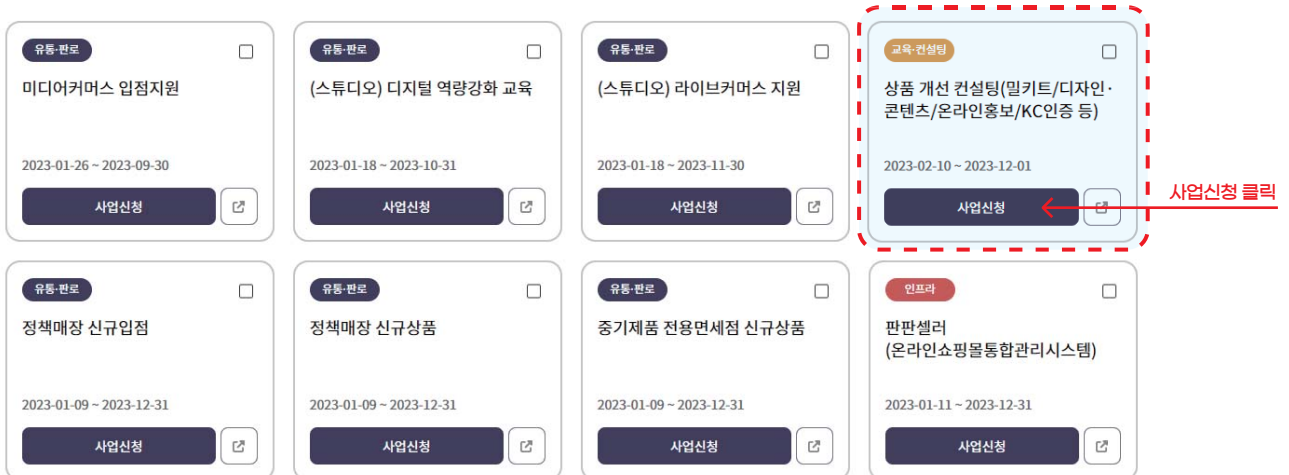 유통·판로
미디어커머스 입점지원
2023-01-26 ~ 2023-09-30
사업신청
유통·판로
(스튜디오) 디지털 역량강화 교육
2023-01-18 ~ 2023-10-31
사업신청
유통·판로
(스튜디오) 라이브커머스 지원
2023-01-18 ~ 2023-11-30
사업신청
교육·컨설팅
상품 개선 컨설팅(밀키트/디자인·
콘텐츠/온라인홍보/KC인증 등)
2023-02-10 ~ 2023-12-01
사업신청
사업신청 클릭
유통·판로
정책매장 신규입점
2023-01-09 ~ 2023-12-31
사업신청
유통·판로
정책매장 신규상품
2023-01-09 ~ 2023-12-31
사업신청
유통·판로
중기제품 전용면세점 신규상품
2023-01-09 ~ 2023-12-31
사업신청
인프라
판판셀러
(온라인쇼핑몰통합관리시스템)
2023-01-11 ~ 2023-12-31
사업신청